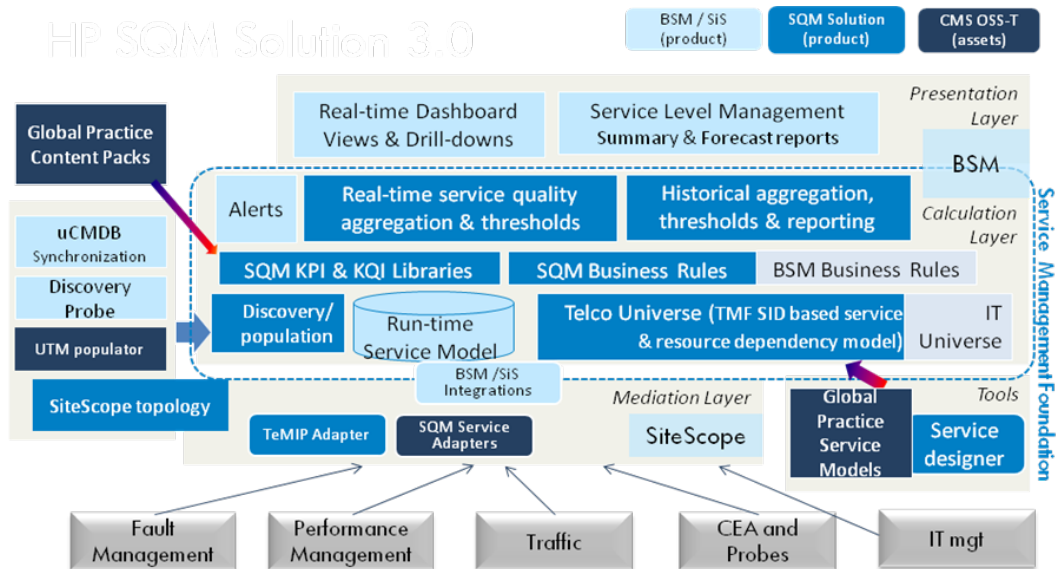 HP SQM Solution 3.0
BSM / SiS
(product)
SQM Solution
(product)
CMS OSS-T
(assets)
Global Practice
Content Packs
Real-time Dashboard
Views & Drill-downs
Service Level Management
Summary & Forecast reports
Presentation
Layer
BSM
Alerts
Real-time service quality
aggregation & thresholds
Historical aggregation,
thresholds & reporting
Calculation
Layer
uCMDB
Synchronization
Discovery
Probe
UTM populator
SiteScope topology
SQM KPI & KQI Libraries
SQM Business Rules
BSM Business Rules
Discovery/
population
Run-time
Service Model
Telco Universe (TMF SID based service
& resource dependency model)
IT
Universe
Service Management Foundation
BSM /SiS
Integrations
Mediation Layer
TeMIP Adapter
SQM Service
Adapters
SiteScope
Tools
Global
Practice
Service
Models
Service
designer
Fault
Management
Performance
Management
Traffic
CEA and
Probes
IT mgt